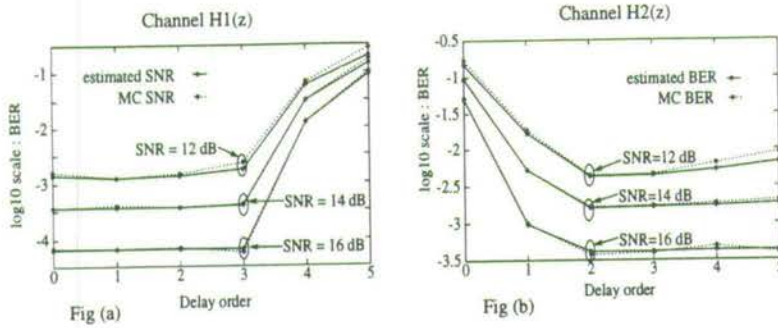 Channel H1(z)
-1
-2
-3
-4
log10 scale : BER
estimated SNR
MC SNR
SNR = 12 dB
SNR = 14 dB
SNR = 16 dB
0
1
2
3
4
5
Delay order
Fig (a)
Channel H2(z)
-0.5
-1
-1.5
-2
-2.5
-3
-3.5
log10 scale : BER
estimated BER
MC BER
SNR=12 dB
SNR=14 dB
SNR=16 dB
0
1
2
3
4
Delay order
Fig (b)